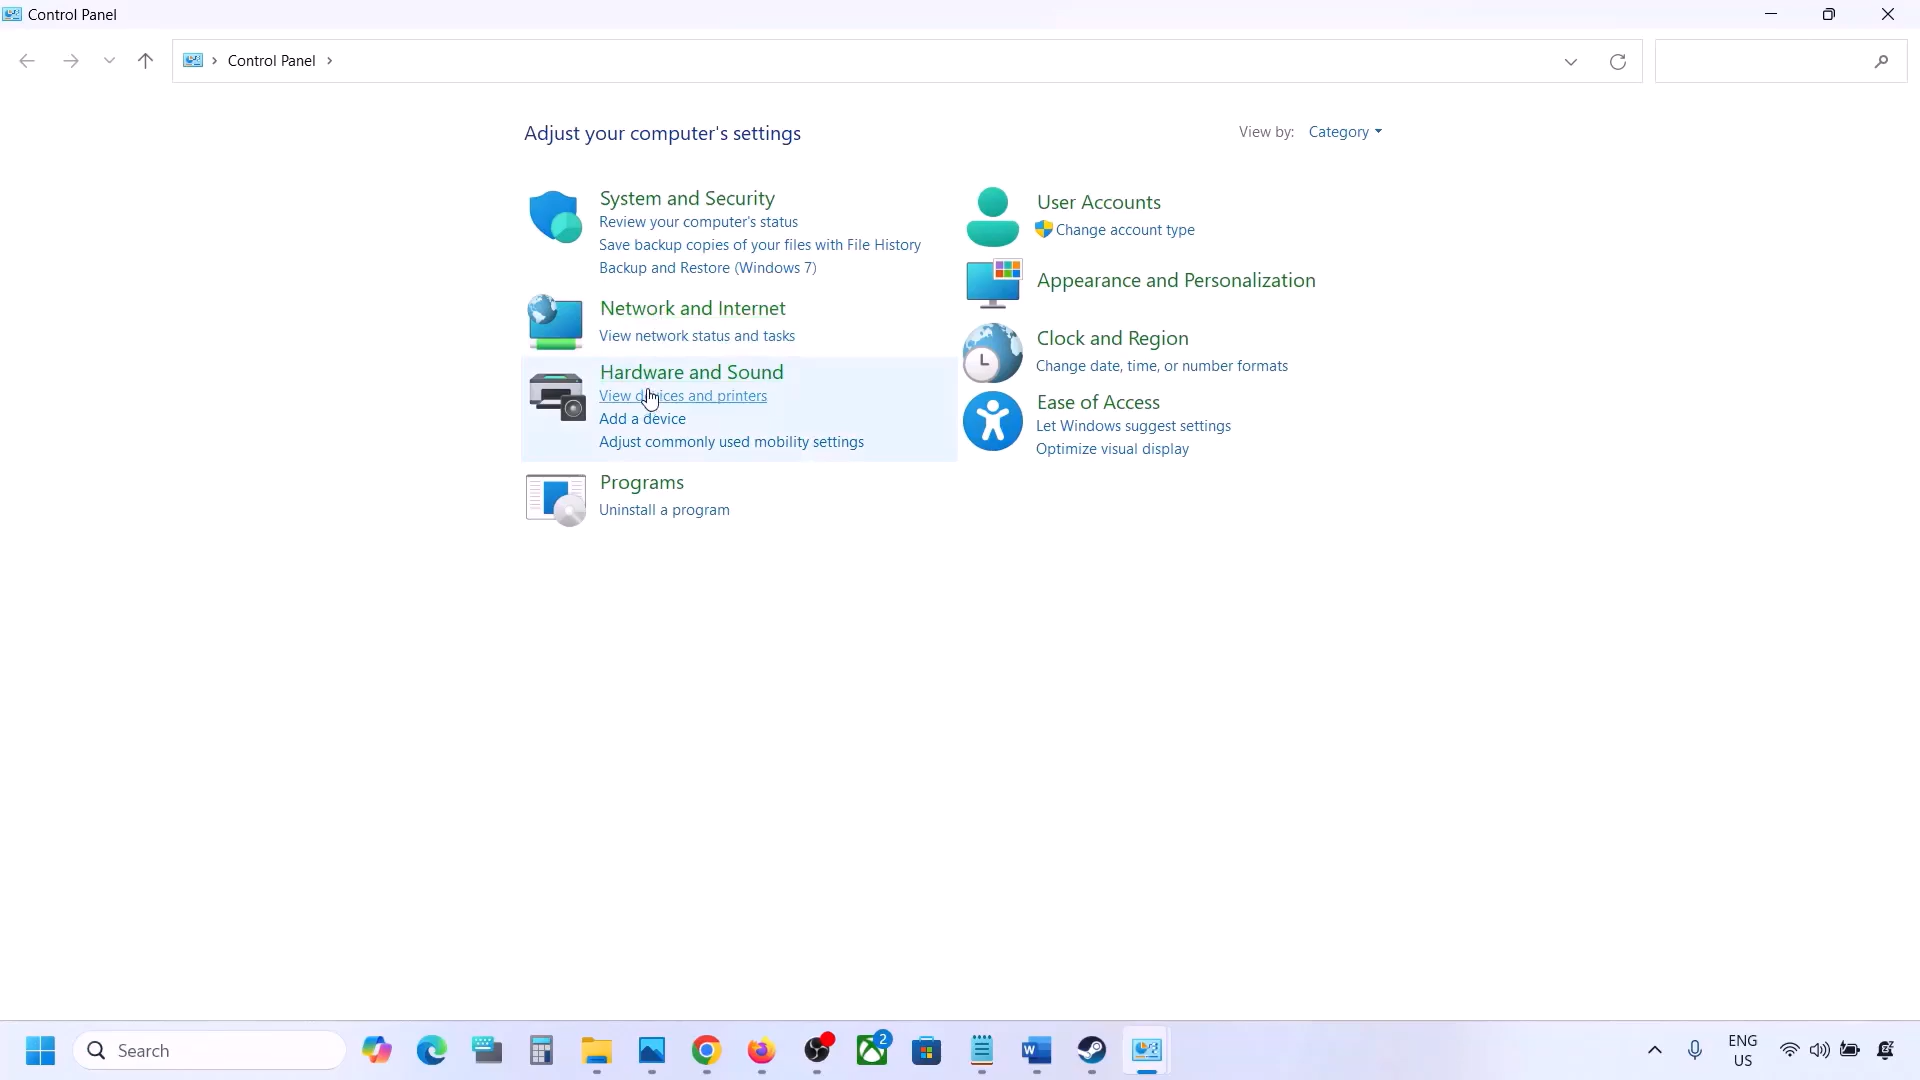 Control Panel
Control Panel
Adjust your computer's settings
View by: Category
System and Security
Review your computer's status
Save backup copies of your files with File History
Backup and Restore (Windows 7)
Network and Internet
View network status and tasks
Hardware and Sound
View devices and printers
Add a device
Adjust commonly used mobility settings
Programs
Uninstall a program
User Accounts
Change account type
Appearance and Personalization
Clock and Region
Change date, time, or number formats
Ease of Access
Let Windows suggest settings
Optimize visual display
Search
2
ENG
US